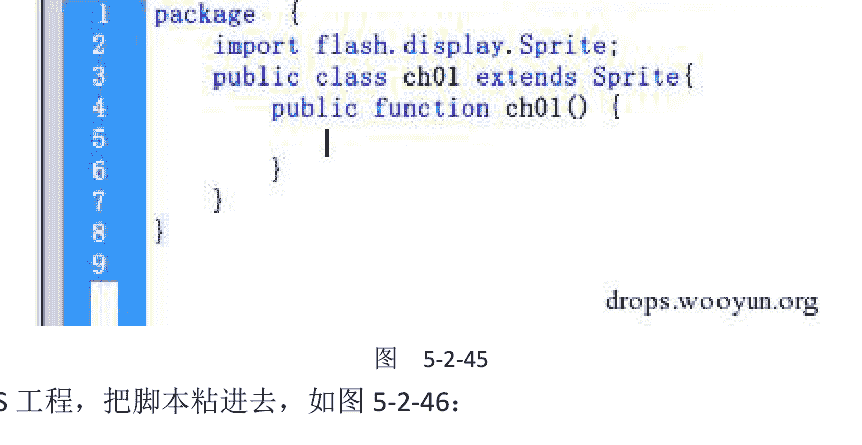 1 package {
2 import flash.display.Sprite;
3 public class ch01 extends Sprite{
4 public function ch01() {
5
6 }
7 }
8 }
9
drops.wooyun.org
图 5-2-45
S 工程，把脚本粘进去，如图 5-2-46：